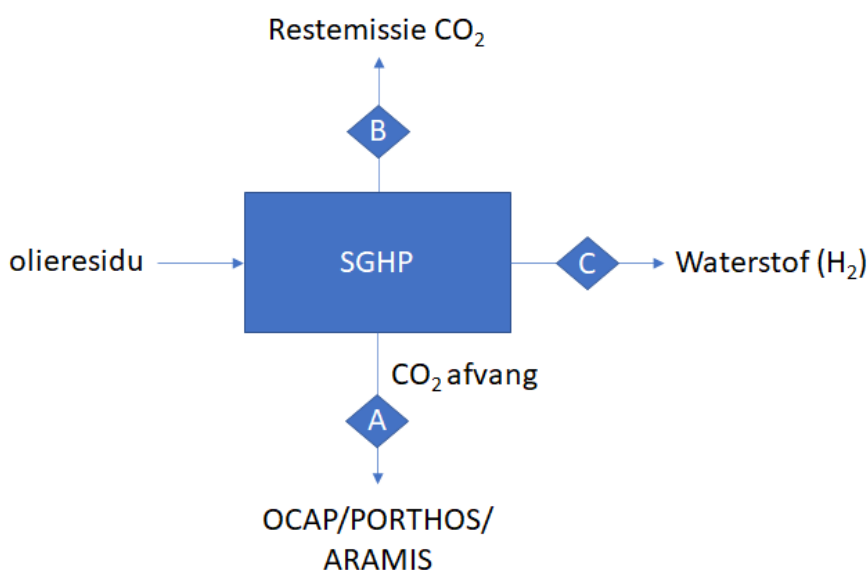 Restemissie CO₂
B
olieresidu
SGHP
C
Waterstof (H₂)
CO₂ afvang
A
OCAP/PORTHOS/
ARAMIS